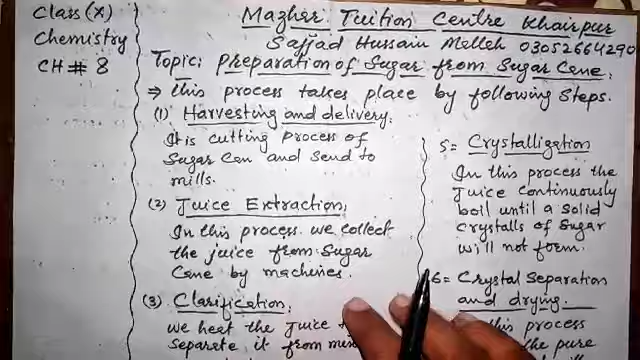 Class (X)
Chemistry
CH # 8
Mazher Tuition Centre Khairpur
Sajjad Hussain Melleh 03052664290
Topic: Preparation of Sugar from Sugar Cane.
⇒ This process takes place by following Steps.
(1) Harvesting and delivery:
It is cutting process of
Sugar Can and send to
mills.
(2) Juice Extraction:
In this process we collect
the juice from Sugar
Cane by machines.
(3) Clarification:
we heat the juice
separate it from
5= Crystallization
In this process the
Juice continuously
boil until a solid
crystalls of Sugar
will not form.
6= Crystal Separation
and drying.
this process
the pure